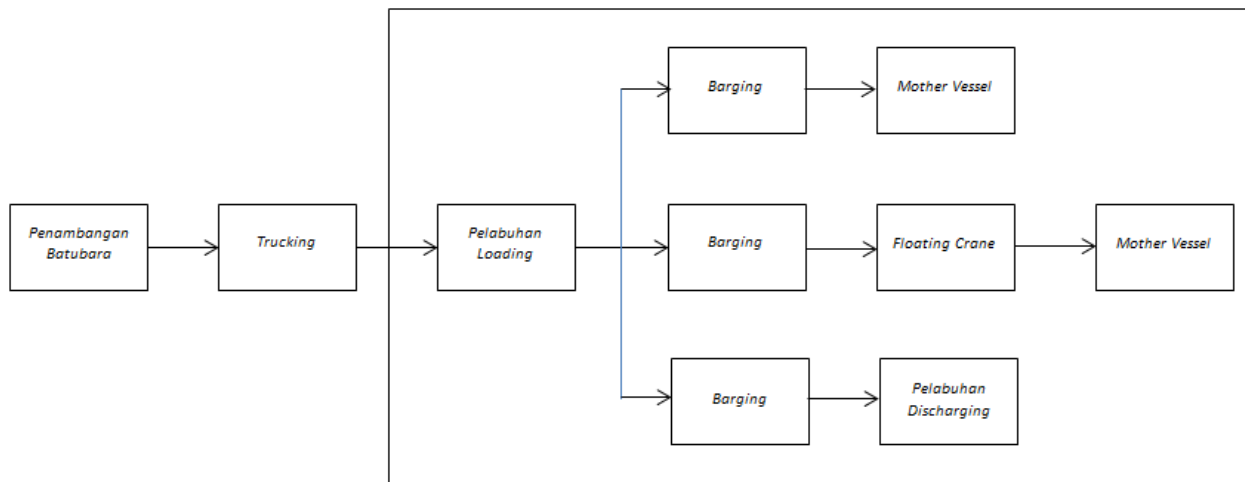 Barging
Mother Vessel
Penambangan
Batubara
Trucking
Pelabuhan
Loading
Barging
Floating Crane
Mother Vessel
Barging
Pelabuhan
Discharging